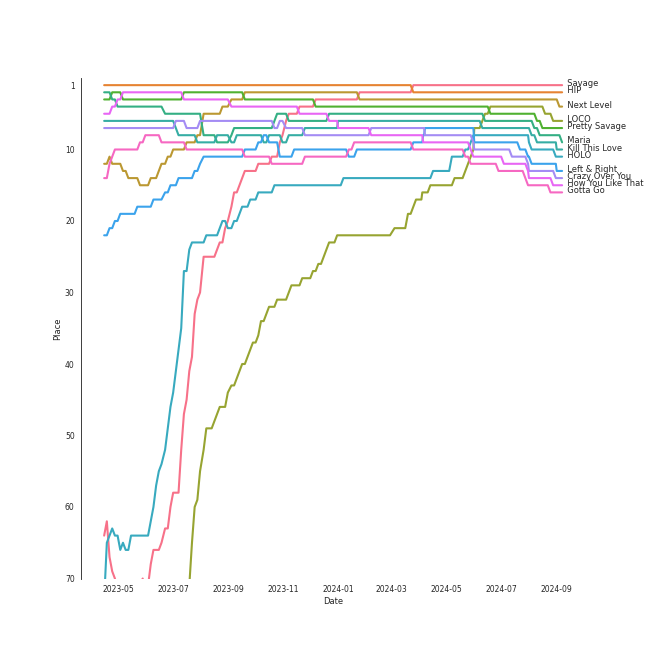 1
10
20
30
40
50
60
70
Place
2023-05
2023-07
2023-09
2023-11
2024-01
2024-03
2024-05
2024-07
2024-09
Date
Savage
HIP
Next Level
LOCO
Pretty Savage
Maria
Kill This Love
HOLO
Left & Right
Crazy Over You
How You Like That
Gotta Go